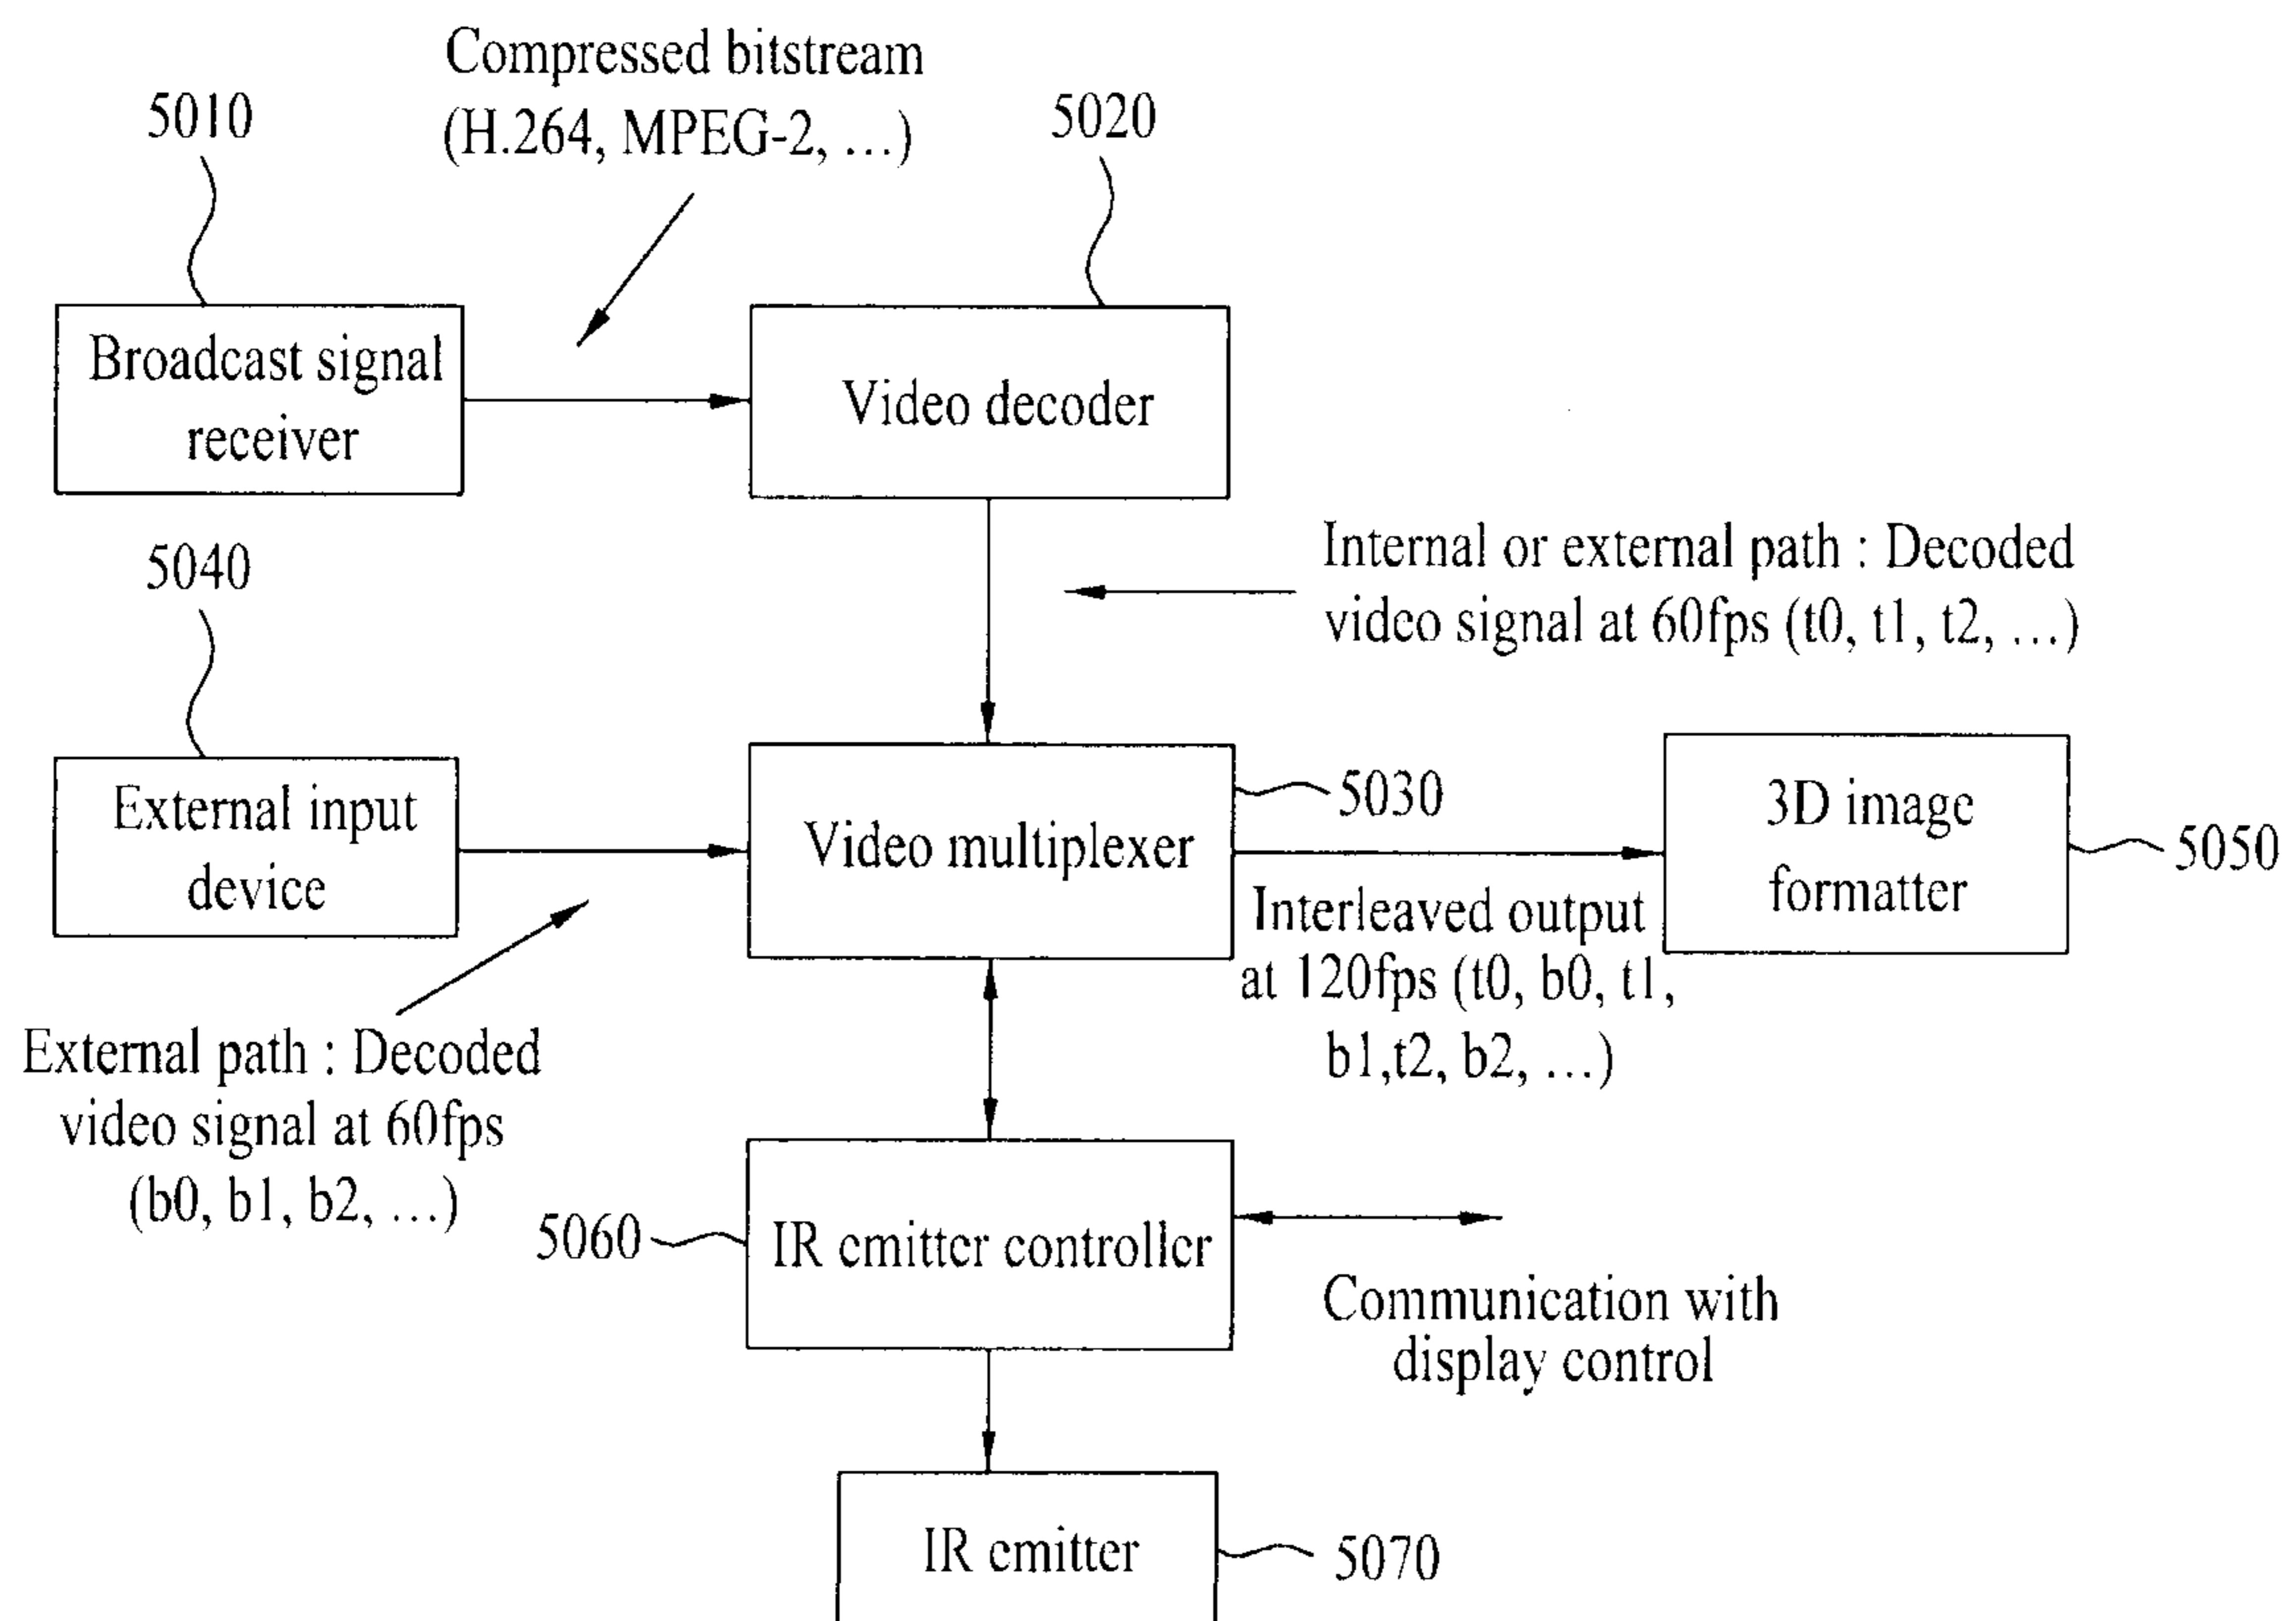 Compressed bitstream
(H.264, MPEG-2, ...)
5010
5020
Broadcast signal
receiver
Video decoder
Internal or external path : Decoded
video signal at 60fps (t0, t1, t2, ...)
5040
External input
device
Video multiplexer
5030
3D image
formatter
5050
Interleaved output
at 120fps (t0, b0, t1,
b1,t2, b2, ...)
External path : Decoded
video signal at 60fps
(b0, b1, b2, ...)
5060
IR emitter controller
Communication with
display control
IR emitter
5070